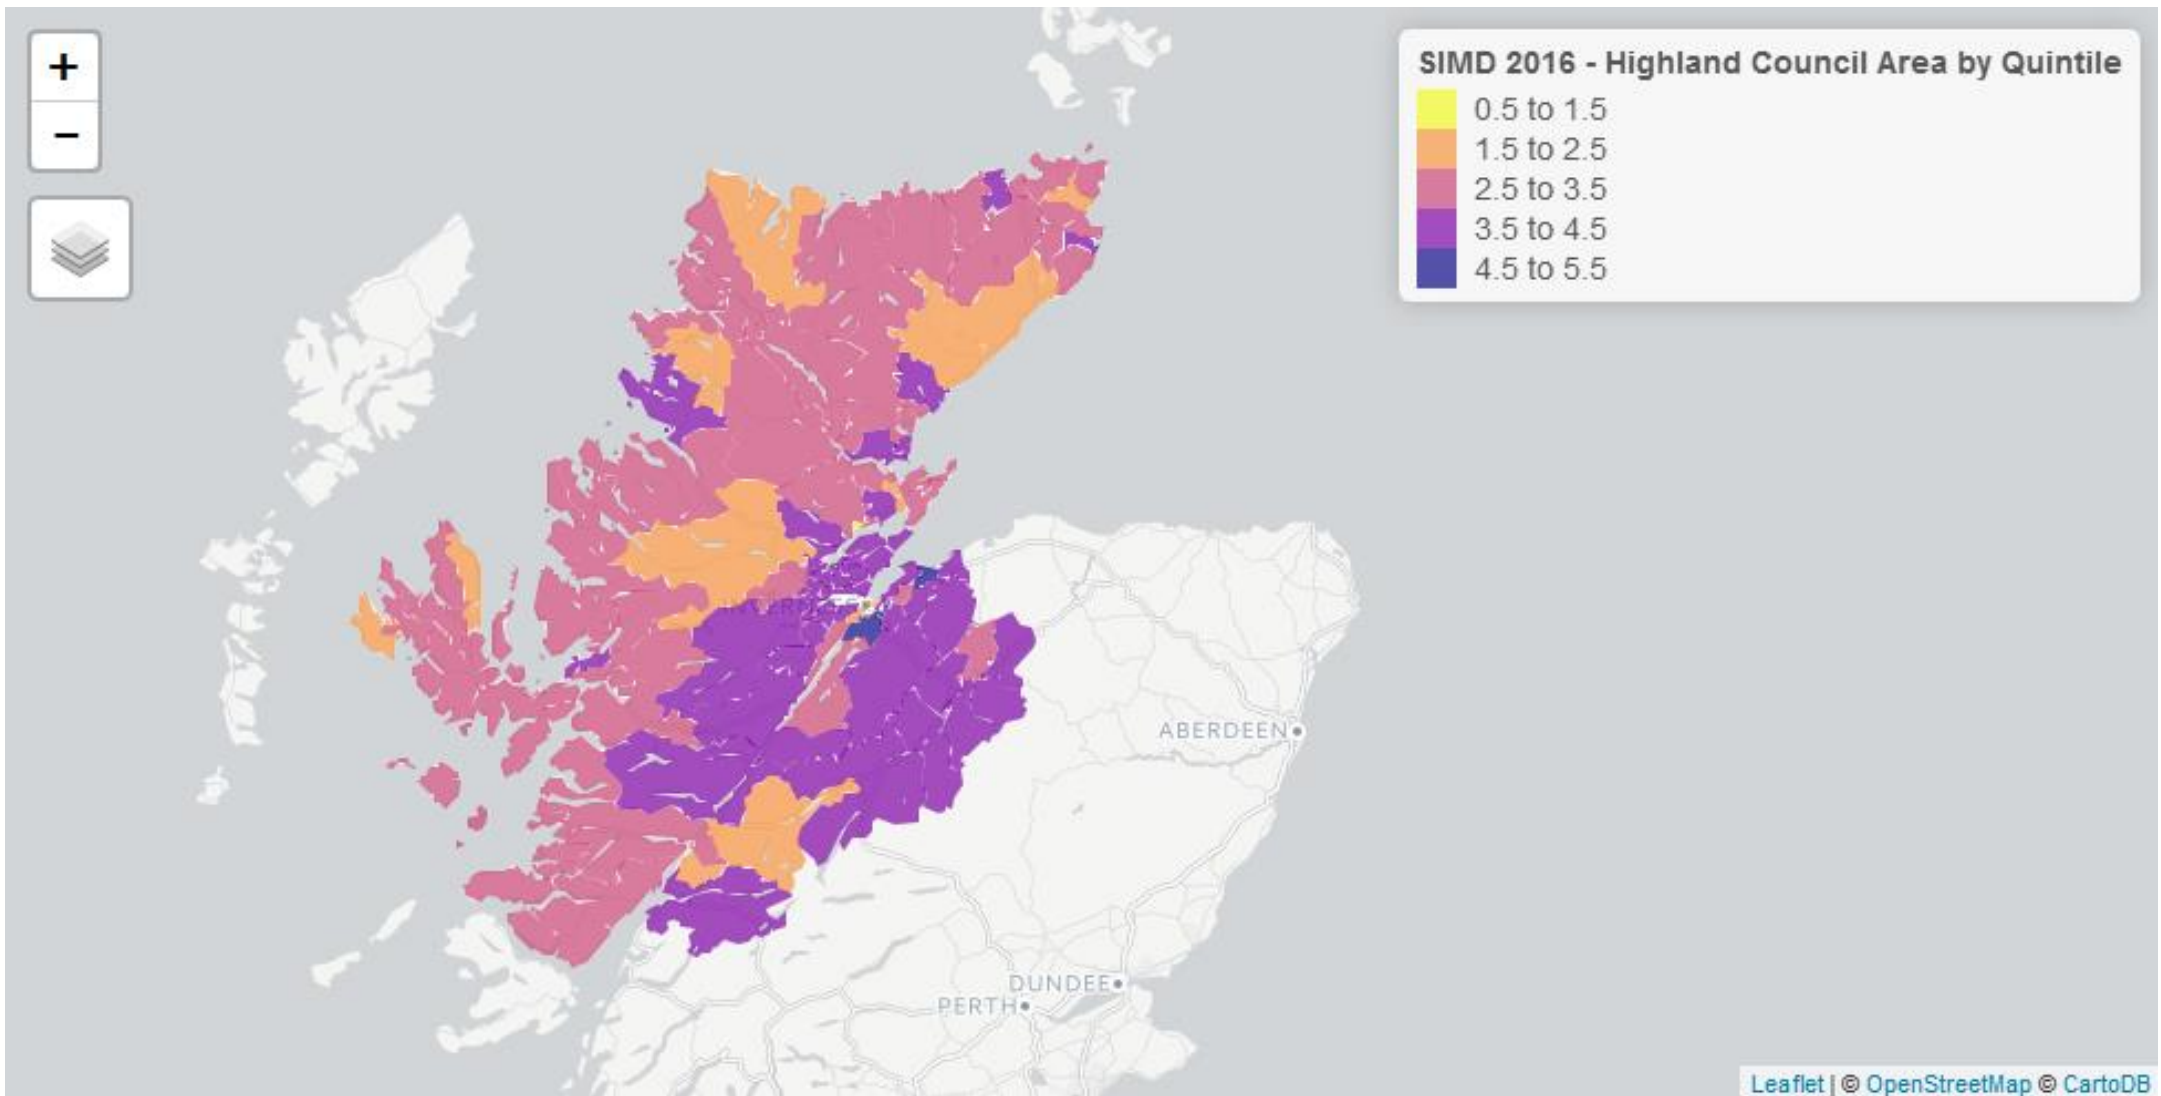 +
−
SIMD 2016 - Highland Council Area by Quintile
0.5 to 1.5
1.5 to 2.5
2.5 to 3.5
3.5 to 4.5
4.5 to 5.5
INVERNESS
ABERDEEN
DUNDEE
PERTH
Leaflet | © OpenStreetMap © CartoDB